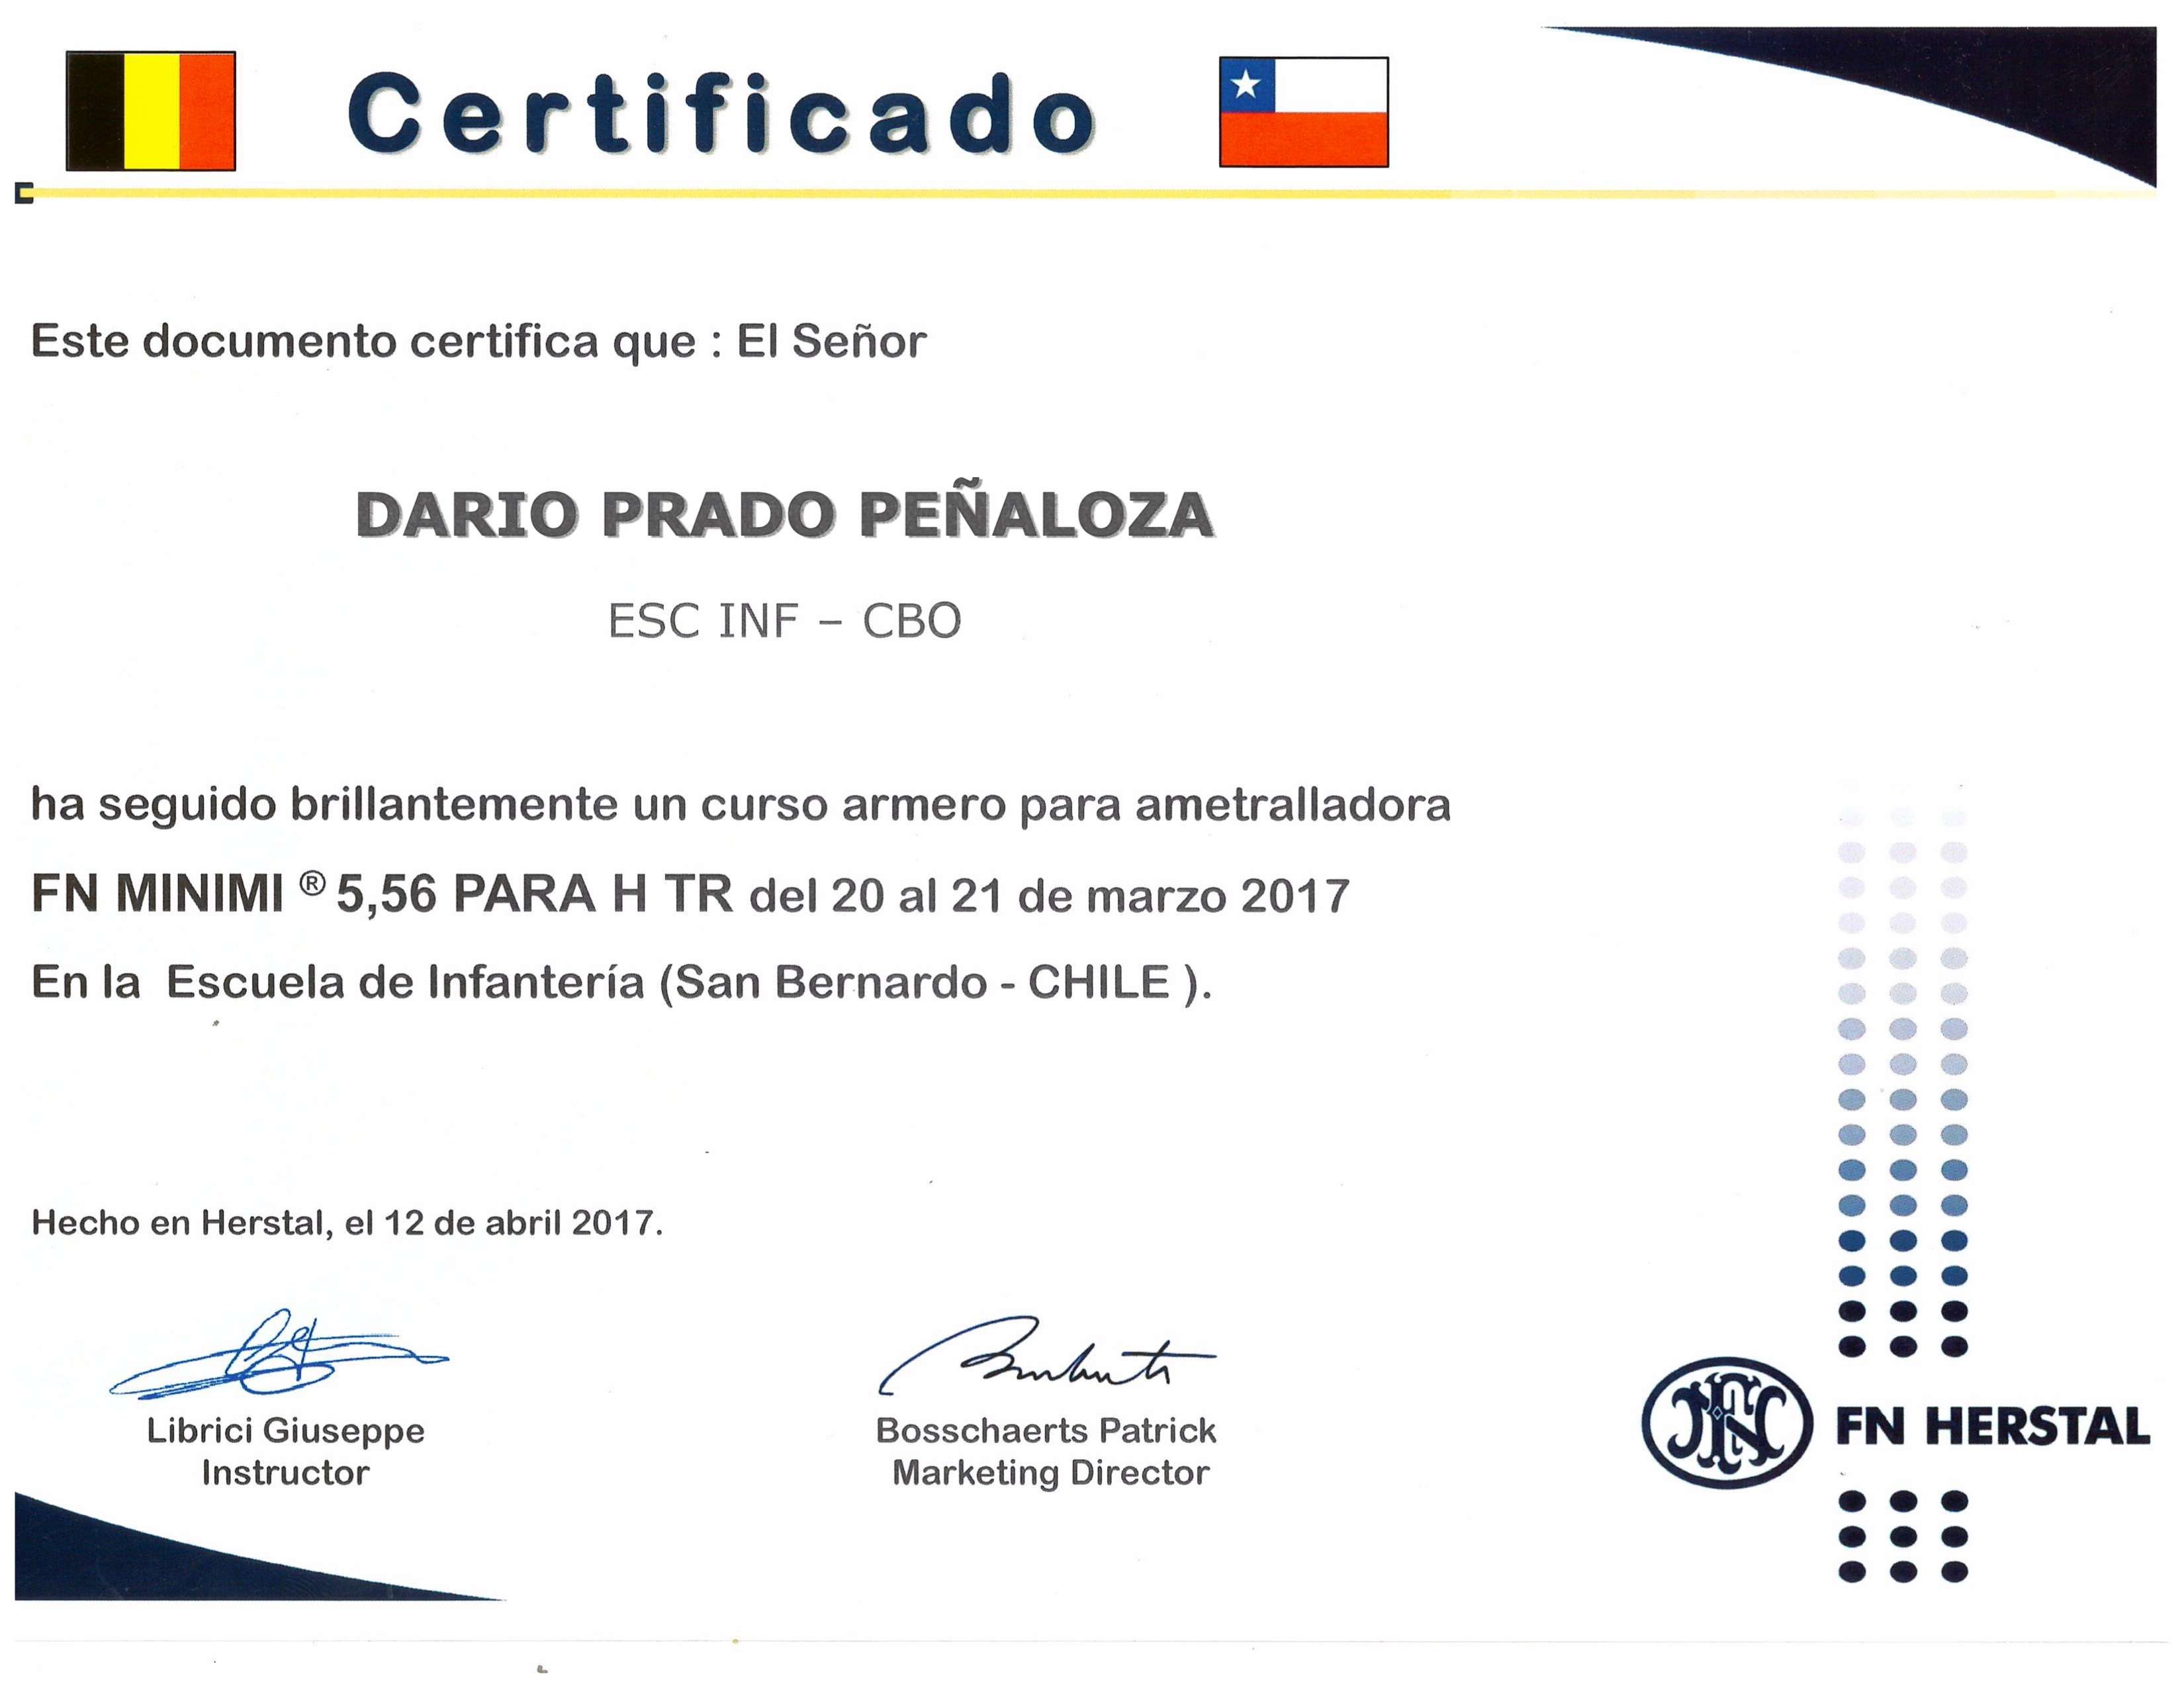 Certificado
Este documento certifica que : El Señor
DARIO PRADO PEÑALOZA
ESC INF – CBO
ha seguido brillantemente un curso armero para ametralladora
FN MINIMI ® 5,56 PARA H TR del 20 al 21 de marzo 2017
En la Escuela de Infantería (San Bernardo - CHILE ).
Hecho en Herstal, el 12 de abril 2017.
Librici Giuseppe
Instructor
Bosschaerts Patrick
Marketing Director
FN HERSTAL